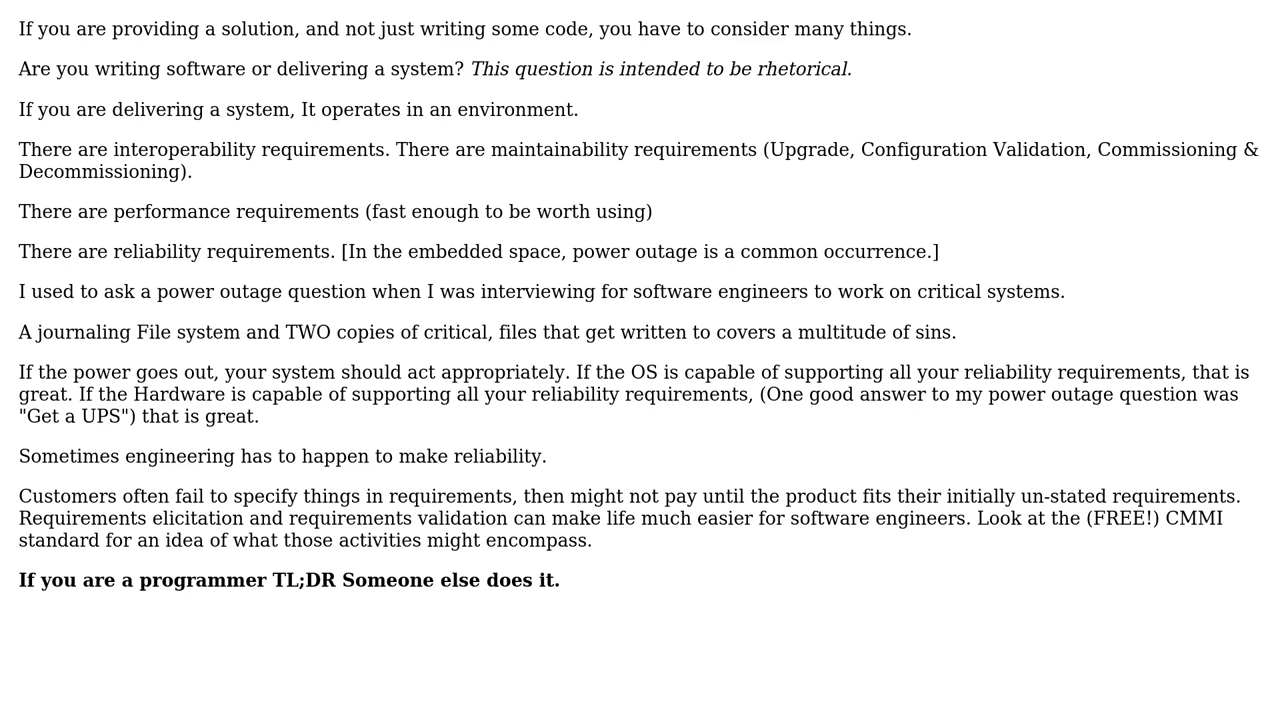 If you are providing a solution, and not just writing some code, you have to consider many things.
Are you writing software or delivering a system? This question is intended to be rhetorical.
If you are delivering a system, It operates in an environment.
There are interoperability requirements. There are maintainability requirements (Upgrade, Configuration Validation, Commissioning &
Decommissioning).
There are performance requirements (fast enough to be worth using)
There are reliability requirements. [In the embedded space, power outage is a common occurrence.]
I used to ask a power outage question when I was interviewing for software engineers to work on critical systems.
A journaling File system and TWO copies of critical, files that get written to covers a multitude of sins.
If the power goes out, your system should act appropriately. If the OS is capable of supporting all your reliability requirements, that is
great. If the Hardware is capable of supporting all your reliability requirements, (One good answer to my power outage question was
"Get a UPS") that is great.
Sometimes engineering has to happen to make reliability.
Customers often fail to specify things in requirements, then might not pay until the product fits their initially un-stated requirements.
Requirements elicitation and requirements validation can make life much easier for software engineers. Look at the (FREE!) CMMI
standard for an idea of what those activities might encompass.
If you are a programmer TL;DR Someone else does it.